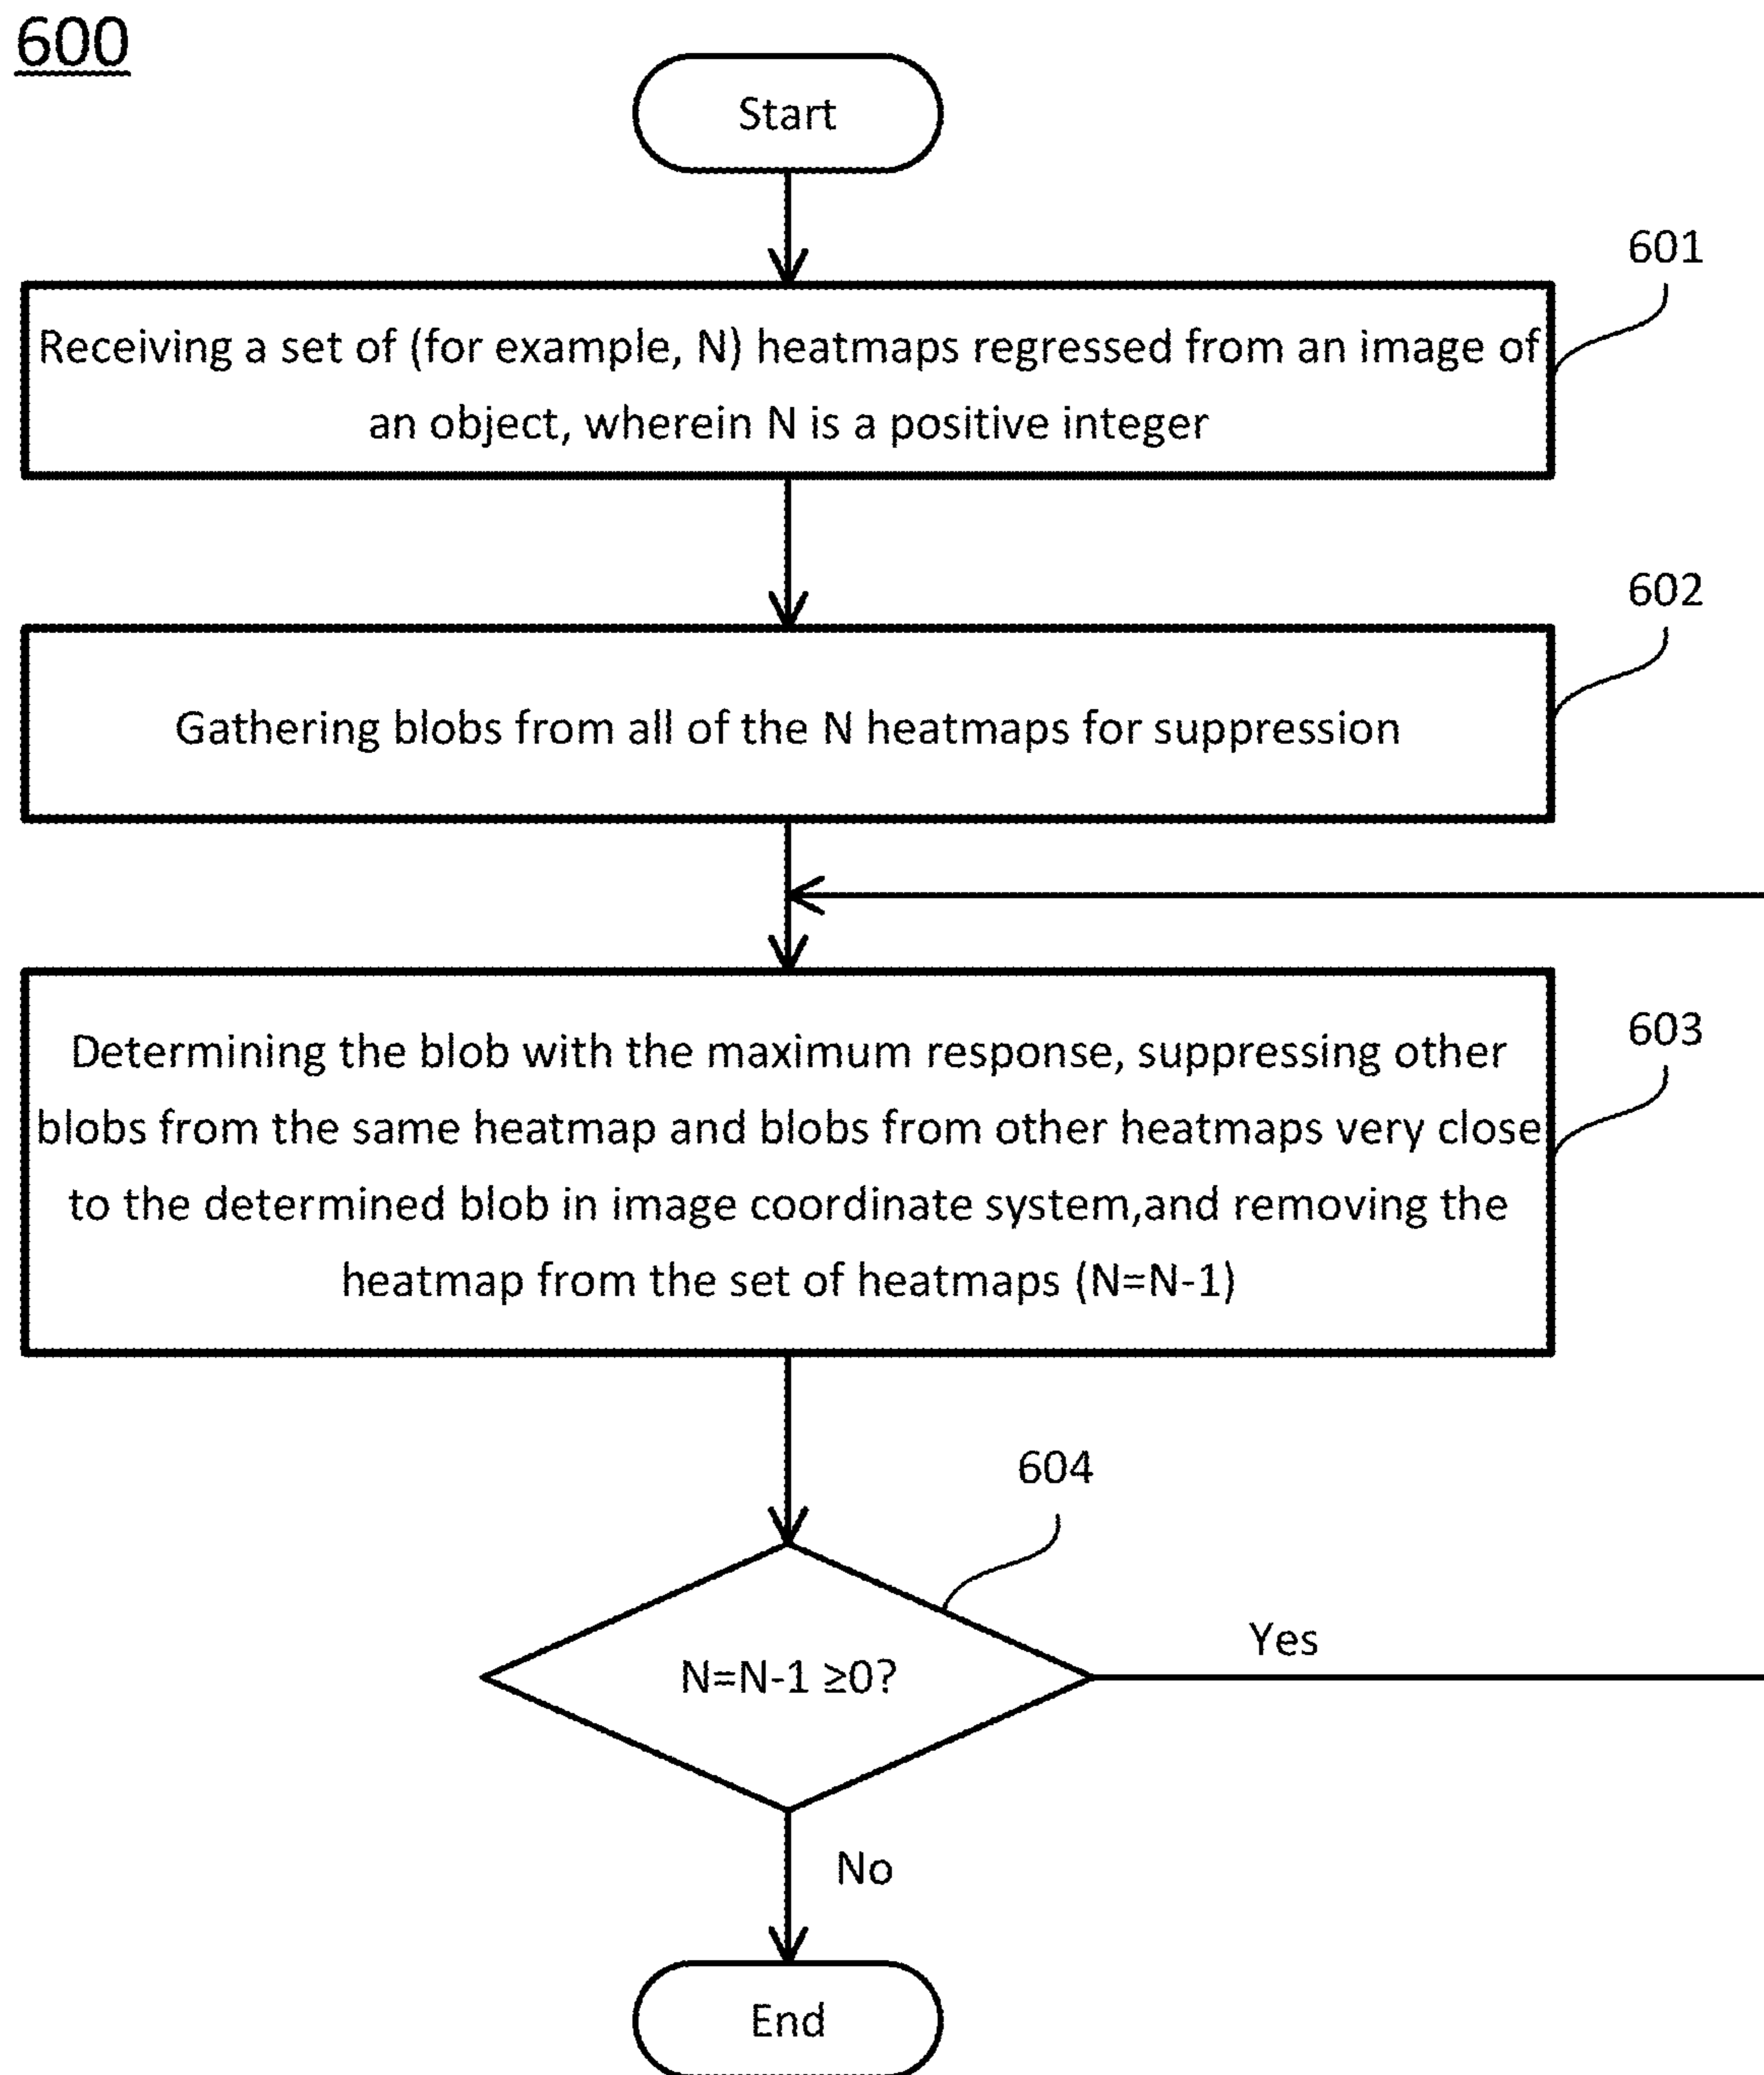 600
Start
601
Receiving a set of (for example, N) heatmaps regressed from an image of
an object, wherein N is a positive integer
602
Gathering blobs from all of the N heatmaps for suppression
603
Determining the blob with the maximum response, suppressing other
blobs from the same heatmap and blobs from other heatmaps very close
to the determined blob in image coordinate system,and removing the
heatmap from the set of heatmaps (N=N-1)
604
N=N-1 ≥0?
Yes
No
End